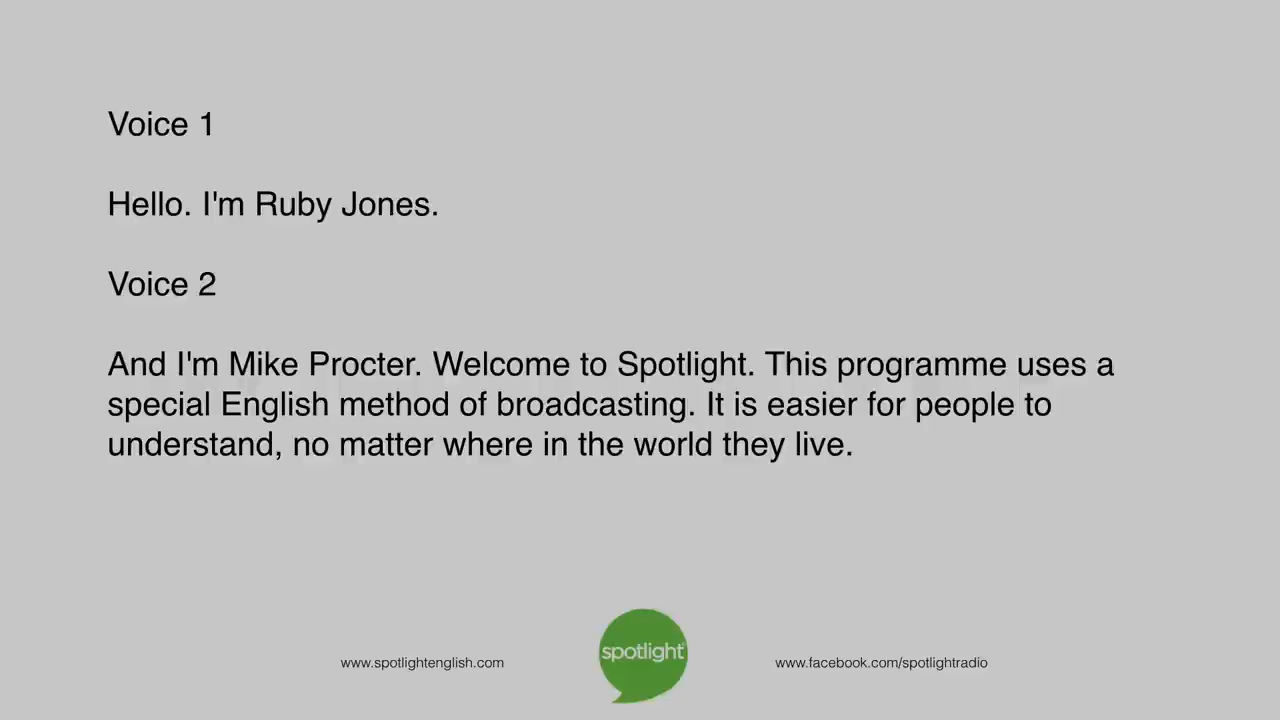 Voice 1
Hello. I'm Ruby Jones.
Voice 2
And I'm Mike Procter. Welcome to Spotlight. This programme uses a
special English method of broadcasting. It is easier for people to
understand, no matter where in the world they live.
spotlight
www.spotlightenglish.com
www.facebook.com/spotlightradio